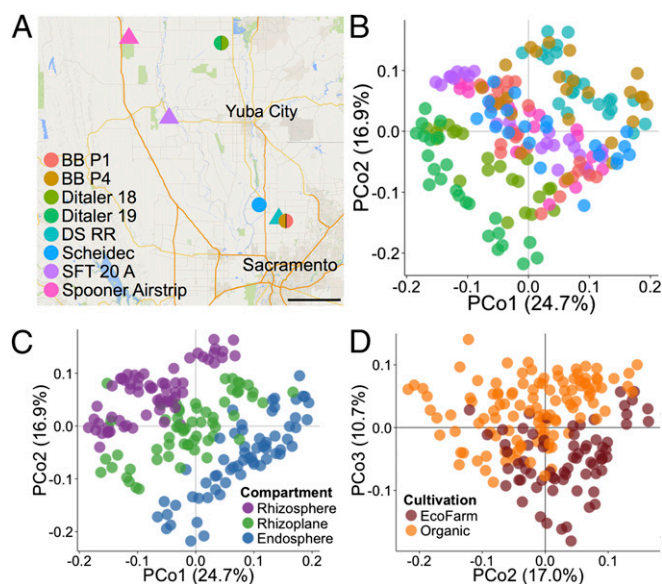 A
Yuba City
BB P1
BB P4
Ditaler 18
Ditaler 19
DS RR
Scheidec
SFT 20 A
Spooner Airstrip
Sacramento
B
PCo2 (16.9%)
0.1
0.0
-0.1
-0.2
-0.2
-0.1
0.0
0.1
0.2
PCo1 (24.7%)
C
PCo2 (16.9%)
0.1
0.0
-0.1
-0.2
Compartment
Rhizosphere
Rhizoplane
Endosphere
-0.2
-0.1
0.0
0.1
0.2
PCo1 (24.7%)
D
PCo3 (10.7%)
0.1
0.0
-0.1
Cultivation
EcoFarm
Organic
-0.2
-0.1
0.0
0.1
PCo2 (17.0%)